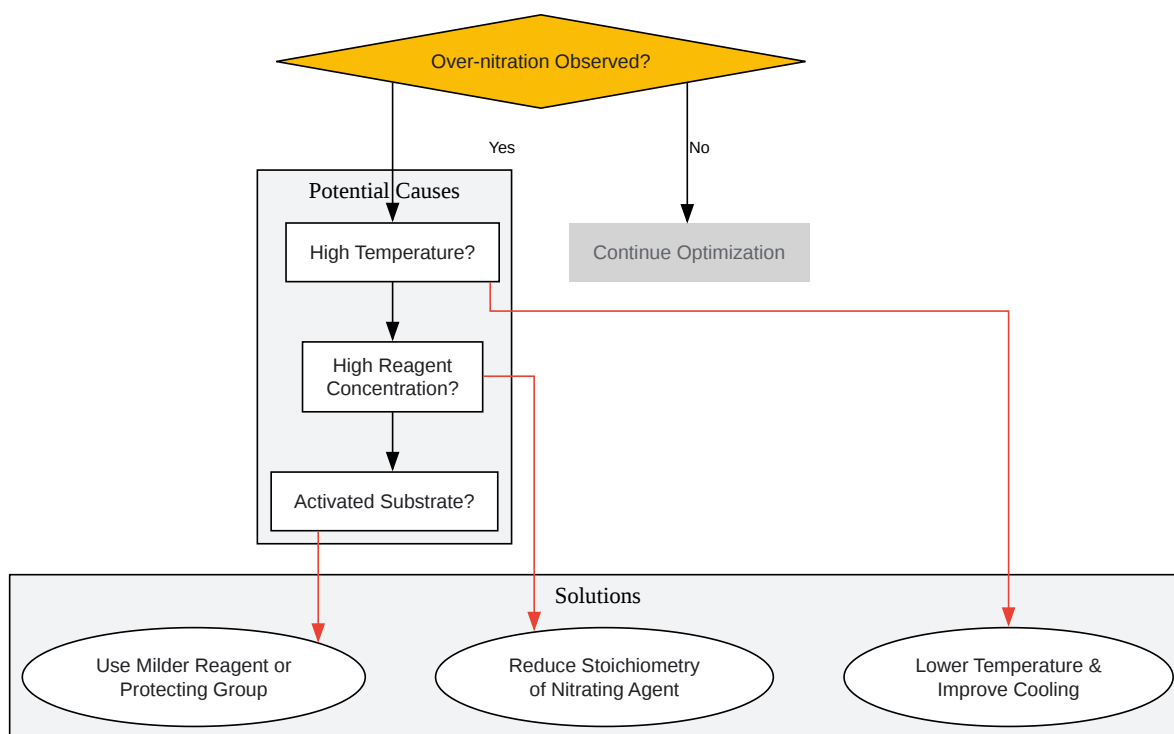 Over-nitration Observed?
Yes
No
Potential Causes
High Temperature?
Continue Optimization
High Reagent
Concentration?
Activated Substrate?
Solutions
Use Milder Reagent or
Protecting Group
Reduce Stoichiometry
of Nitrating Agent
Lower Temperature &
Improve Cooling